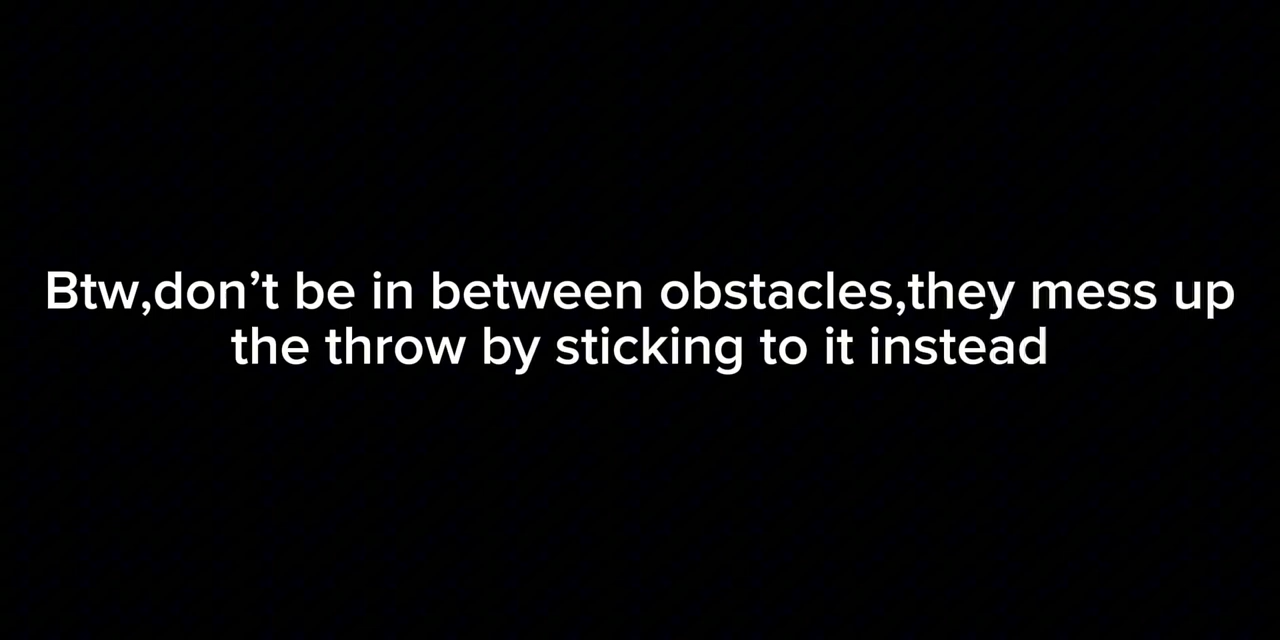 Btw,don’t be in between obstacles,they mess up
the throw by sticking to it instead